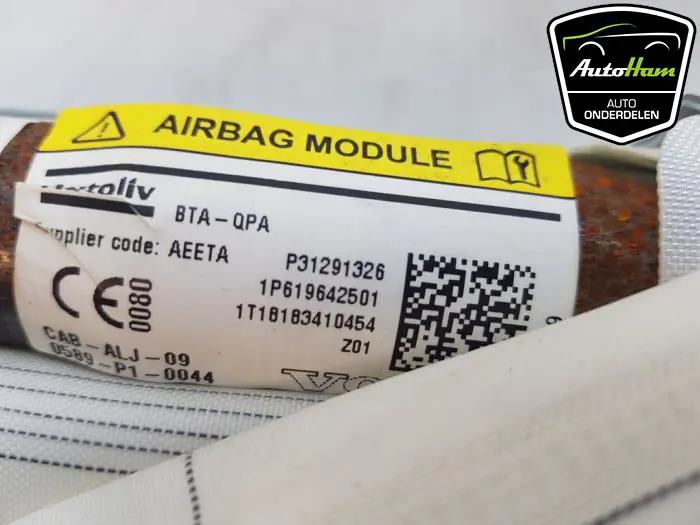 AutoHam
AUTO
ONDERDELEN
AIRBAG MODULE
BTA-QPA
code: AEETA
P31291326
1P619642501
1T18183410454
Z01
CE
0080
CAB-ALJ-09
0589-P1-0044